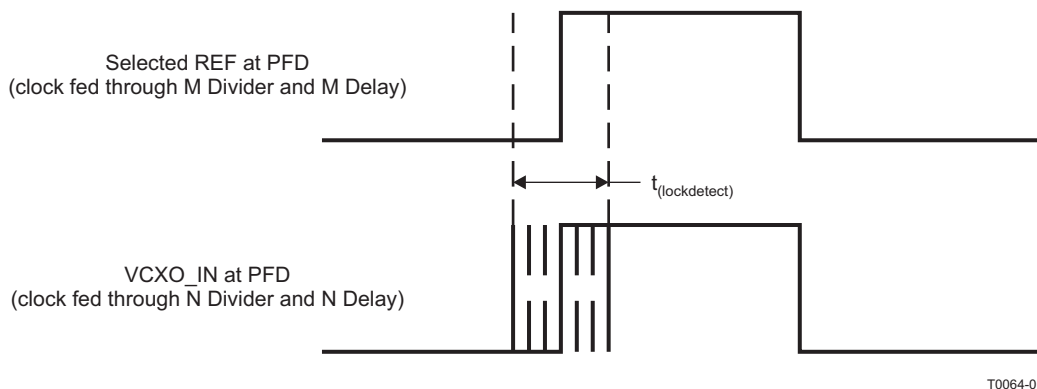 Selected REF at PFD
(clock fed through M Divider and M Delay)
t(lockdetect)
VCXO_IN at PFD
(clock fed through N Divider and N Delay)
T0064-0